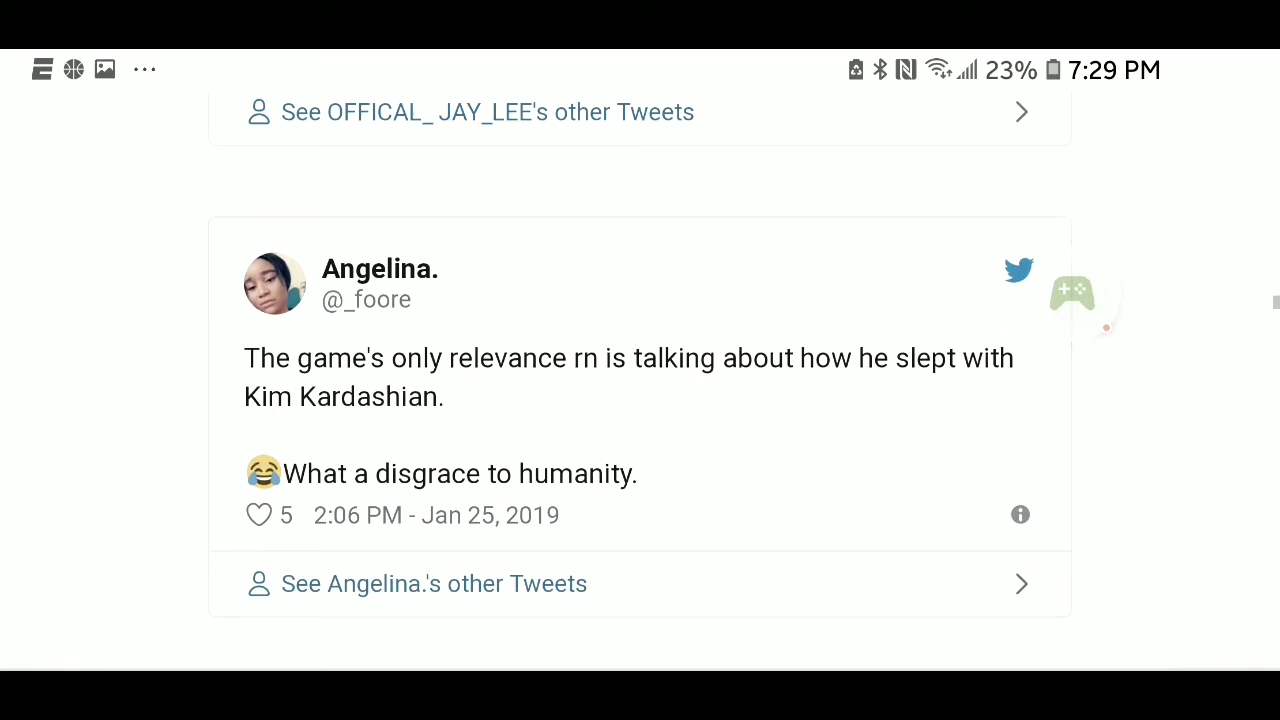 23% 7:29 PM
See OFFICAL_ JAY_LEE's other Tweets
Angelina.
@_foore
The game's only relevance rn is talking about how he slept with
Kim Kardashian.
😂What a disgrace to humanity.
5 2:06 PM - Jan 25, 2019
See Angelina.'s other Tweets